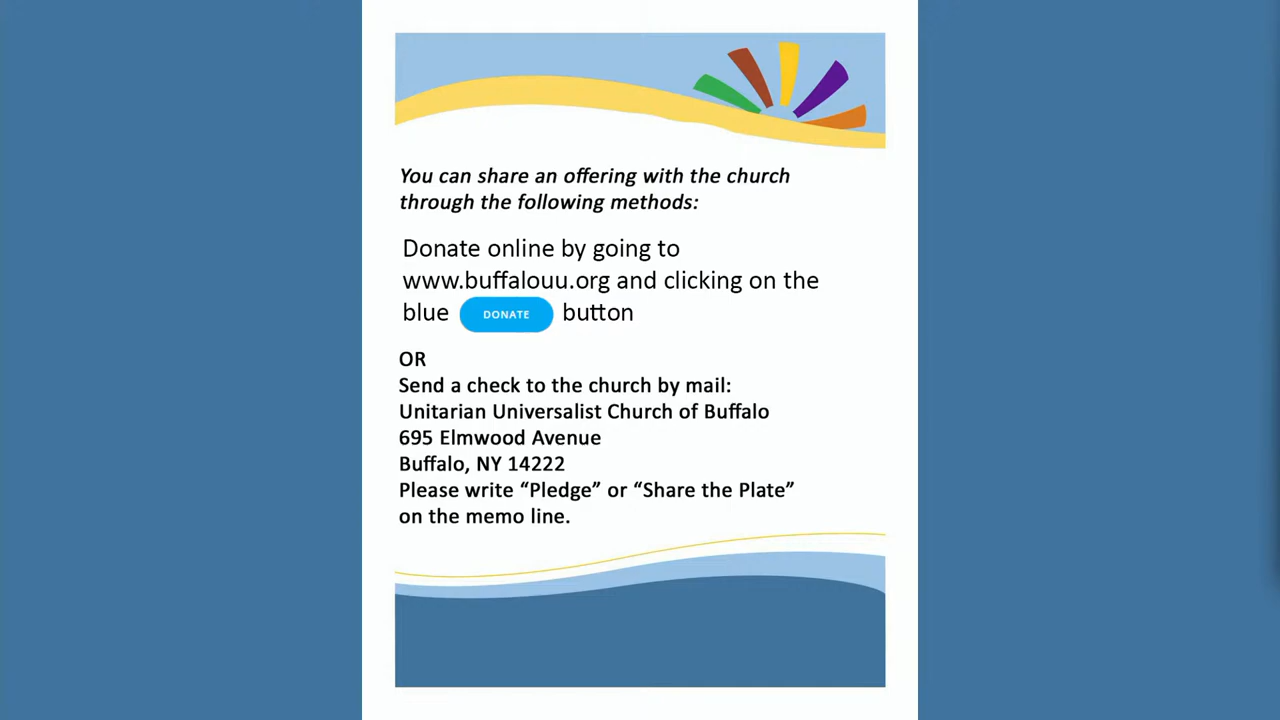 You can share an offering with the church
through the following methods:
Donate online by going to
www.buffalouu.org and clicking on the
blue DONATE button
OR
Send a check to the church by mail:
Unitarian Universalist Church of Buffalo
695 Elmwood Avenue
Buffalo, NY 14222
Please write “Pledge” or “Share the Plate”
on the memo line.